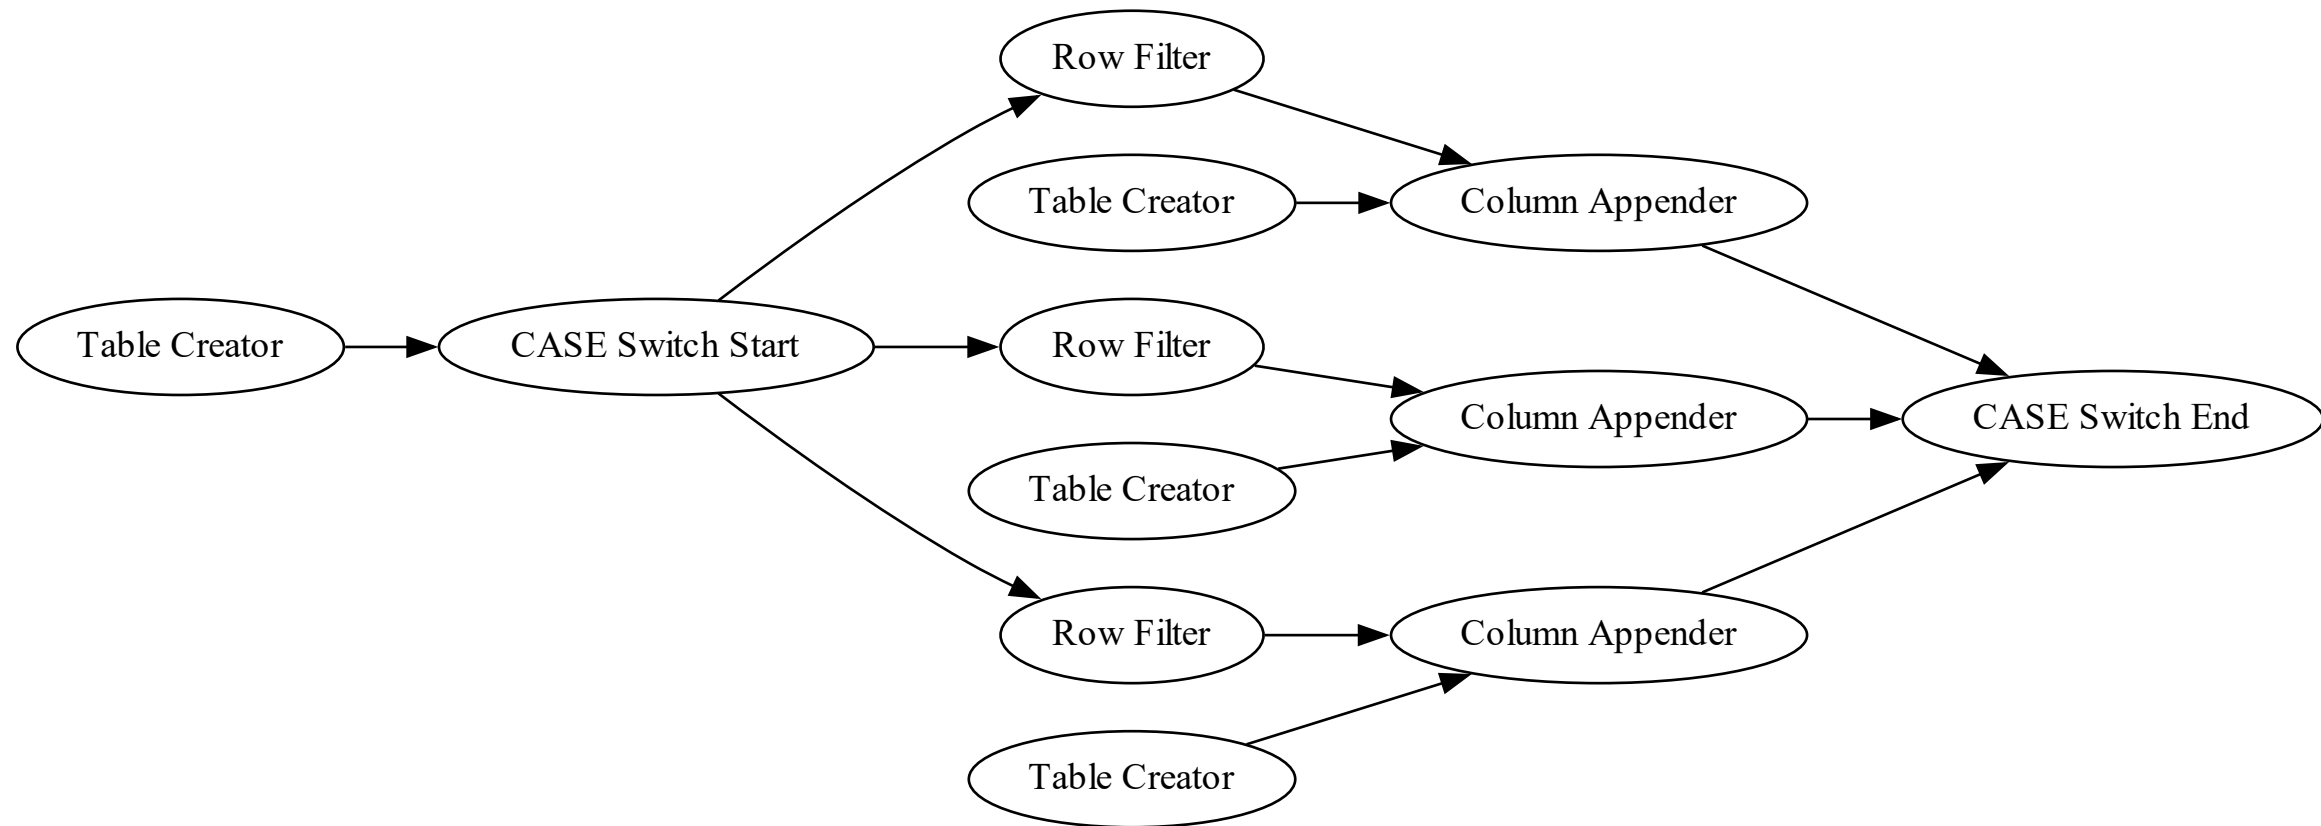 Row Filter
Table Creator
Column Appender
Table Creator
CASE Switch Start
Row Filter
Column Appender
CASE Switch End
Table Creator
Row Filter
Column Appender
Table Creator